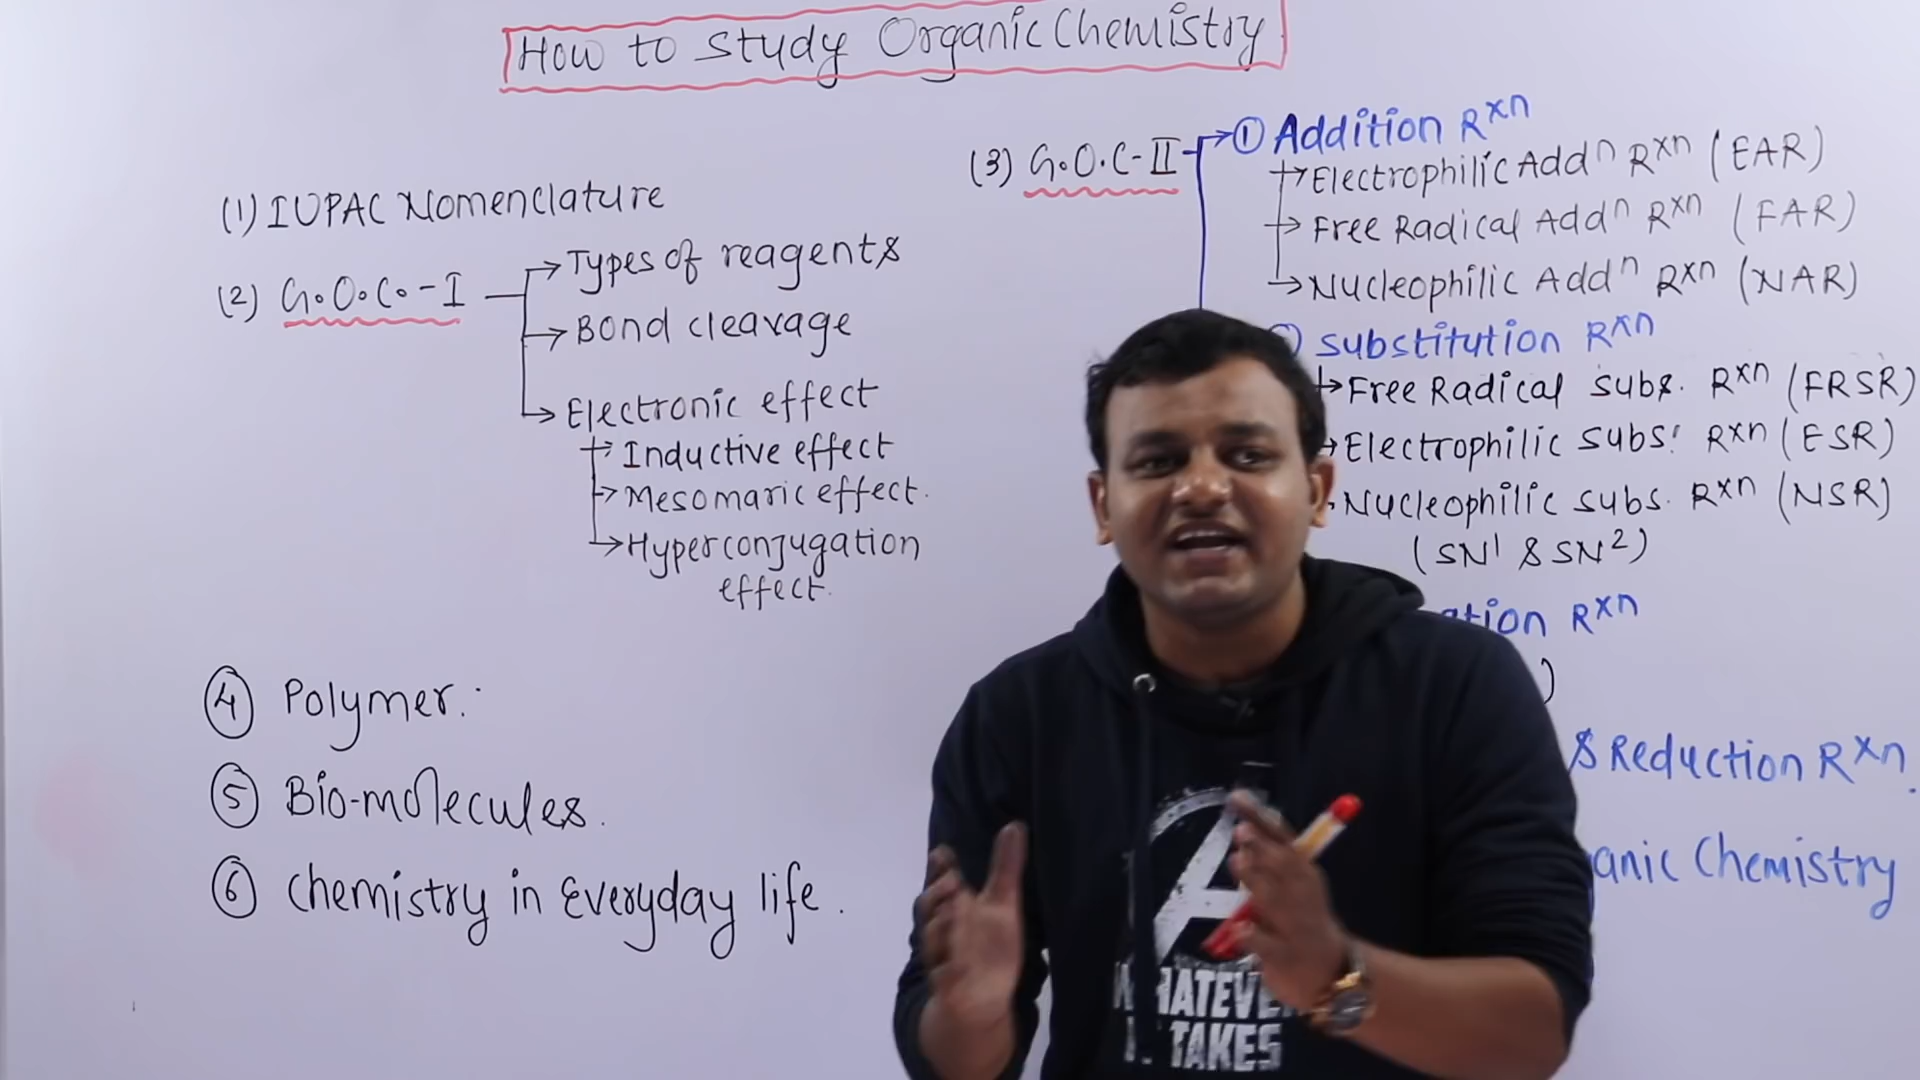 How to Study Organic Chemistry
(1) IUPAC Nomenclature
(2) G.O.C.-I
Types of reagents
Bond cleavage
Electronic effect
Inductive effect
Mesomaric effect.
Hyperconjugation
effect.
(3) G.O.C-II
① Addition Rxn
Electrophilic Addn Rxn (EAR)
Free Radical Addn Rxn (FAR)
Nucleophilic Addn Rxn (NAR)
Substitution Rxn
Free Radical Subs. Rxn (FRSR)
Electrophilic Subs. Rxn (ESR)
Nucleophilic Subs. Rxn (NSR)
(SN1 & SN2)
Rxn
& Reduction Rxn.
Chemistry
④ Polymer.
⑤ Bio-molecules.
⑥ Chemistry in Everyday life.
A
WHATEVER
TAKES